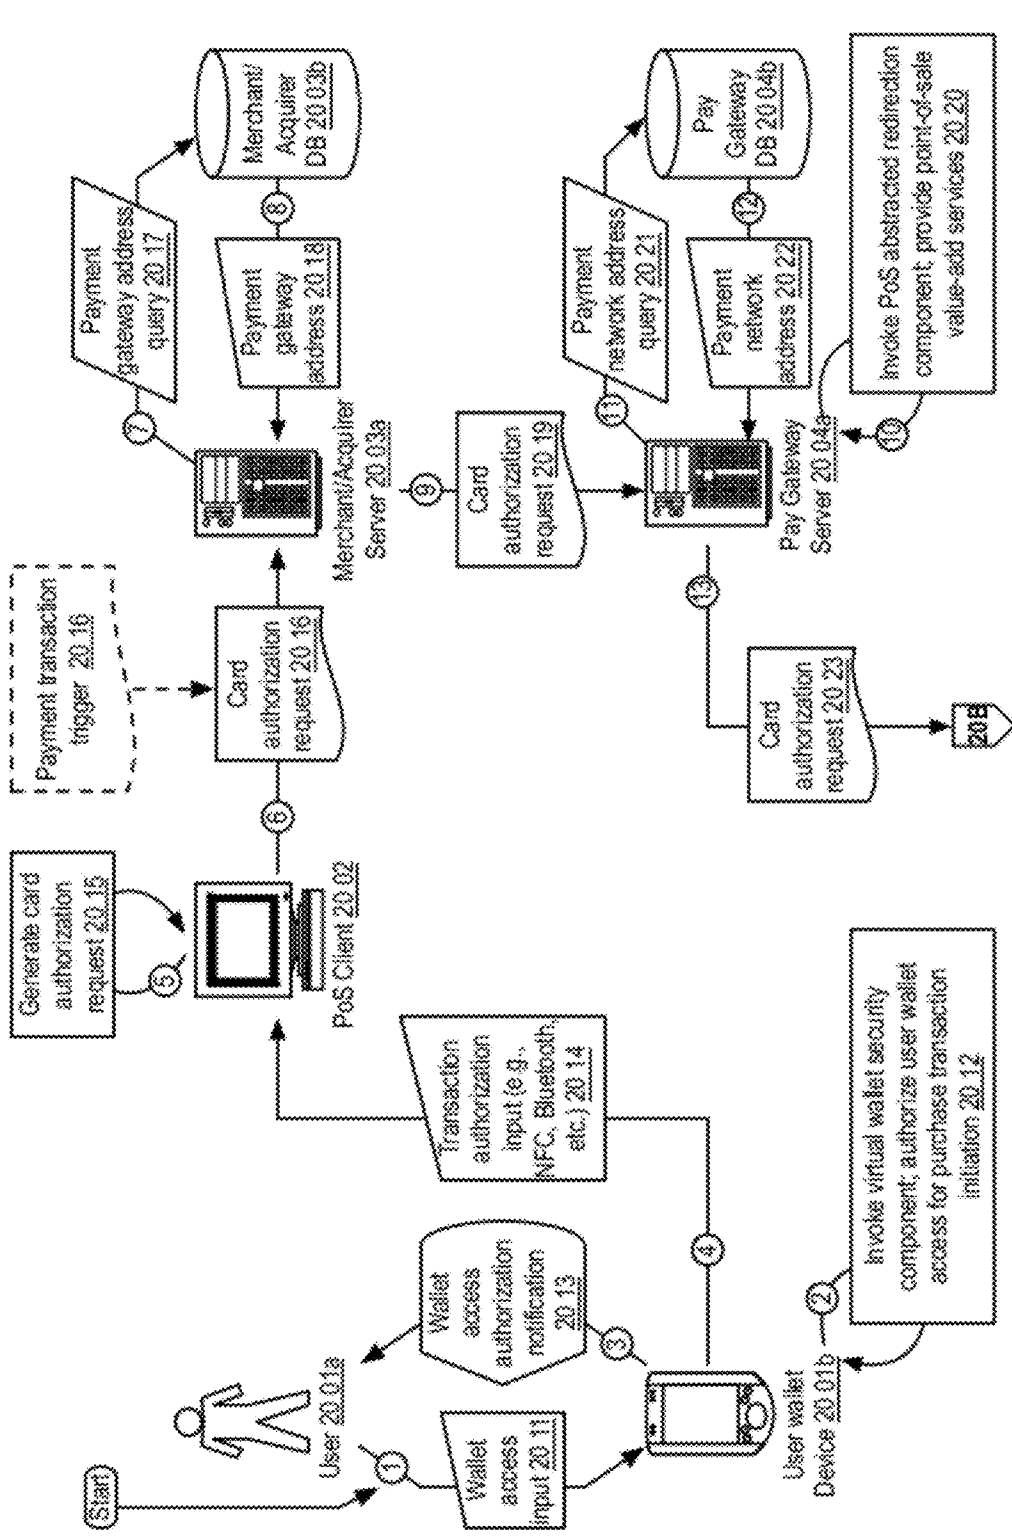 Start
User 20 01a
1
Wallet
access
input 20 11
User wallet
Device 20 01b
2
Invoke virtual wallet security
component; authorize user wallet
access for purchase transaction
initiation 20 12
3
Wallet
access
authorization
notification
20 13
4
Transaction
authorization
input (e.g.,
NFC, Bluetooth,
etc.) 20 14
PoS Client 20 02
5
Generate card
authorization
request 20 15
6
Card
authorization
request 20 16
Payment transaction
trigger 20 16
Merchant/Acquirer
Server 20 03a
7
Payment
gateway address
query 20 17
Merchant/
Acquirer
DB 20 03b
8
Payment
gateway
address 20 18
9
Card
authorization
request 20 19
Pay Gateway
Server 20 04a
10
Invoke PoS abstracted redirection
component; provide point-of-sale
value-add services 20 20
11
Payment
network address
query 20 21
Pay
Gateway
DB 20 04b
12
Payment
network
address 20 22
13
Card
authorization
request 20 23
20B